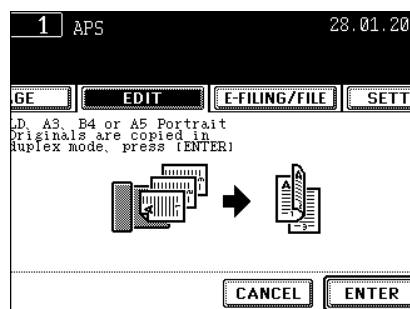 1 APS 28.01.20
GE EDIT E-FILING/FILE SETT
LD, A3, B4 or A5 Portrait
Originals are copied in
duplex mode, press [ENTER]
CANCEL ENTER